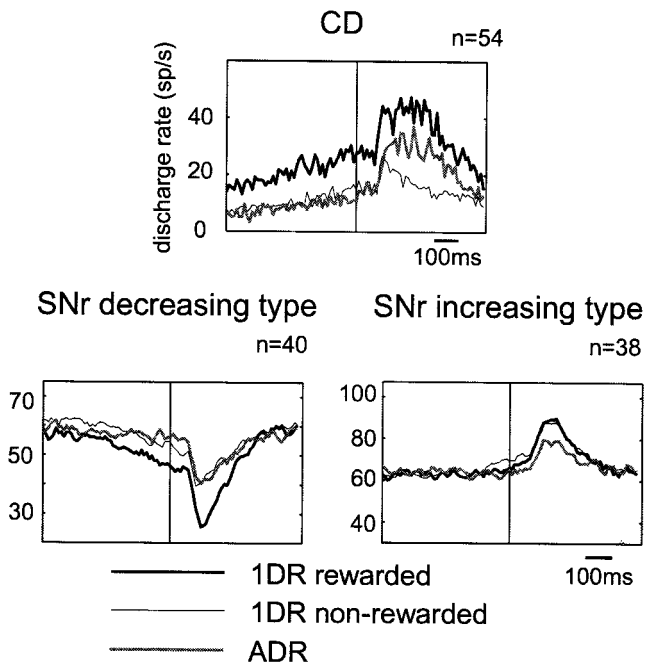 CD
n=54
discharge rate (sp/s)
40
20
0
100ms
SNr decreasing type
n=40
70
50
30
SNr increasing type
n=38
100
80
60
40
100ms
1DR rewarded
1DR non-rewarded
ADR